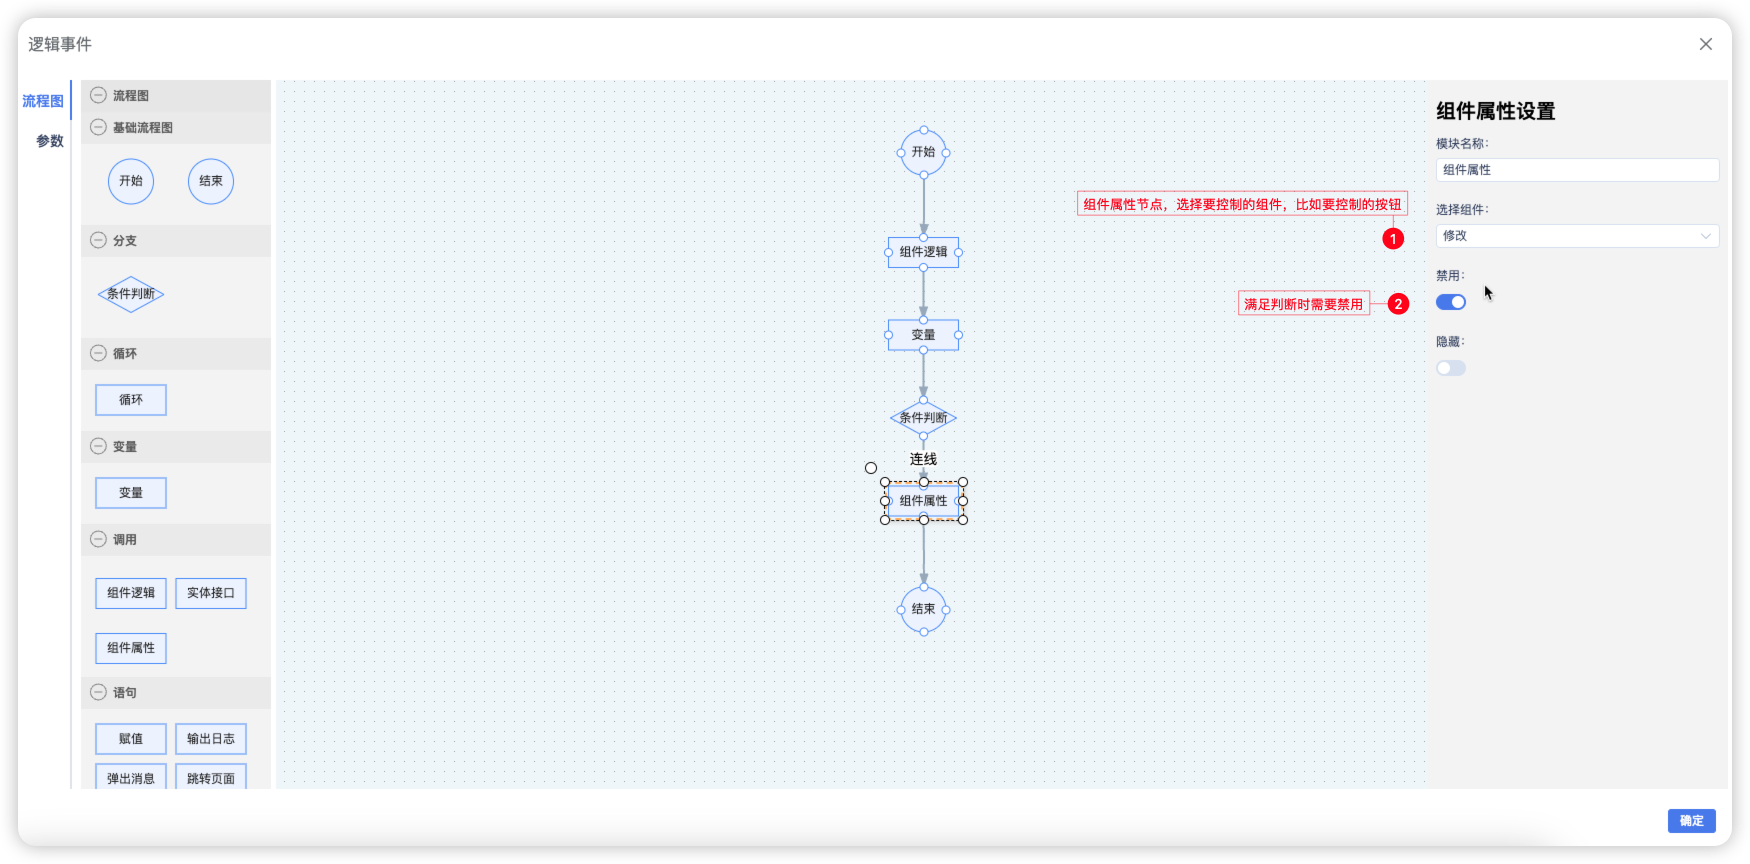 逻辑事件
流程图
参数
流程图
基础流程图
开始
结束
分支
条件判断
循环
循环
变量
变量
调用
组件逻辑
实体接口
组件属性
语句
赋值
输出日志
弹出消息
跳转页面
开始
组件逻辑
变量
条件判断
连线
组件属性
结束
组件属性节点，选择要控制的组件，比如要控制的按钮
1
满足判断时需要禁用
2
组件属性设置
模块名称：
组件属性
选择组件：
修改
禁用：
隐藏：
确定